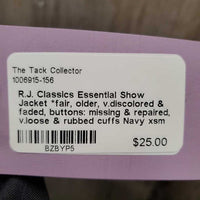 The Tack Collector
1006915-156
R.J. Classics Essential Show
Jacket *fair, older, v.discolored &
faded, buttons: missing & repaired,
v.loose & rubbed cuffs Navy xsm
$25.00
BZBYP5